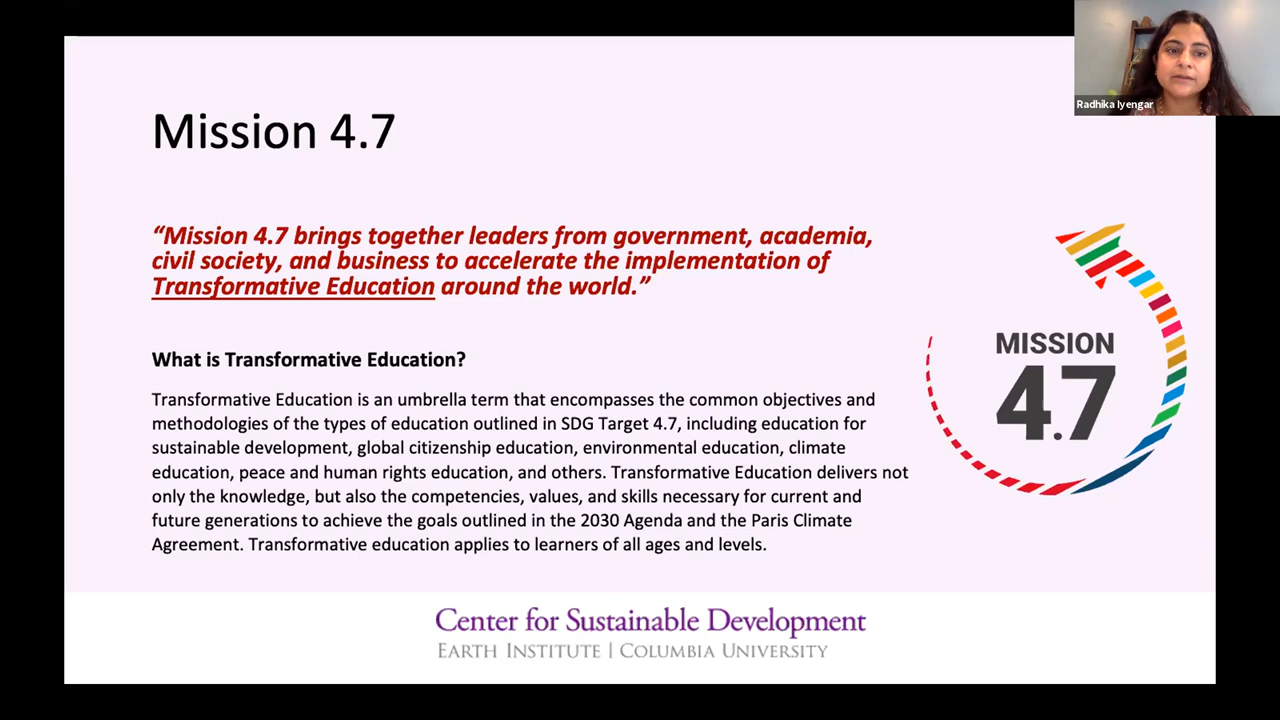 Radhika Iyengar
Mission 4.7
“Mission 4.7 brings together leaders from government, academia,
civil society, and business to accelerate the implementation of
Transformative Education around the world.”
What is Transformative Education?
Transformative Education is an umbrella term that encompasses the common objectives and
methodologies of the types of education outlined in SDG Target 4.7, including education for
sustainable development, global citizenship education, environmental education, climate
education, peace and human rights education, and others. Transformative Education delivers not
only the knowledge, but also the competencies, values, and skills necessary for current and
future generations to achieve the goals outlined in the 2030 Agenda and the Paris Climate
Agreement. Transformative education applies to learners of all ages and levels.
MISSION
4.7
Center for Sustainable Development
EARTH INSTITUTE | COLUMBIA UNIVERSITY